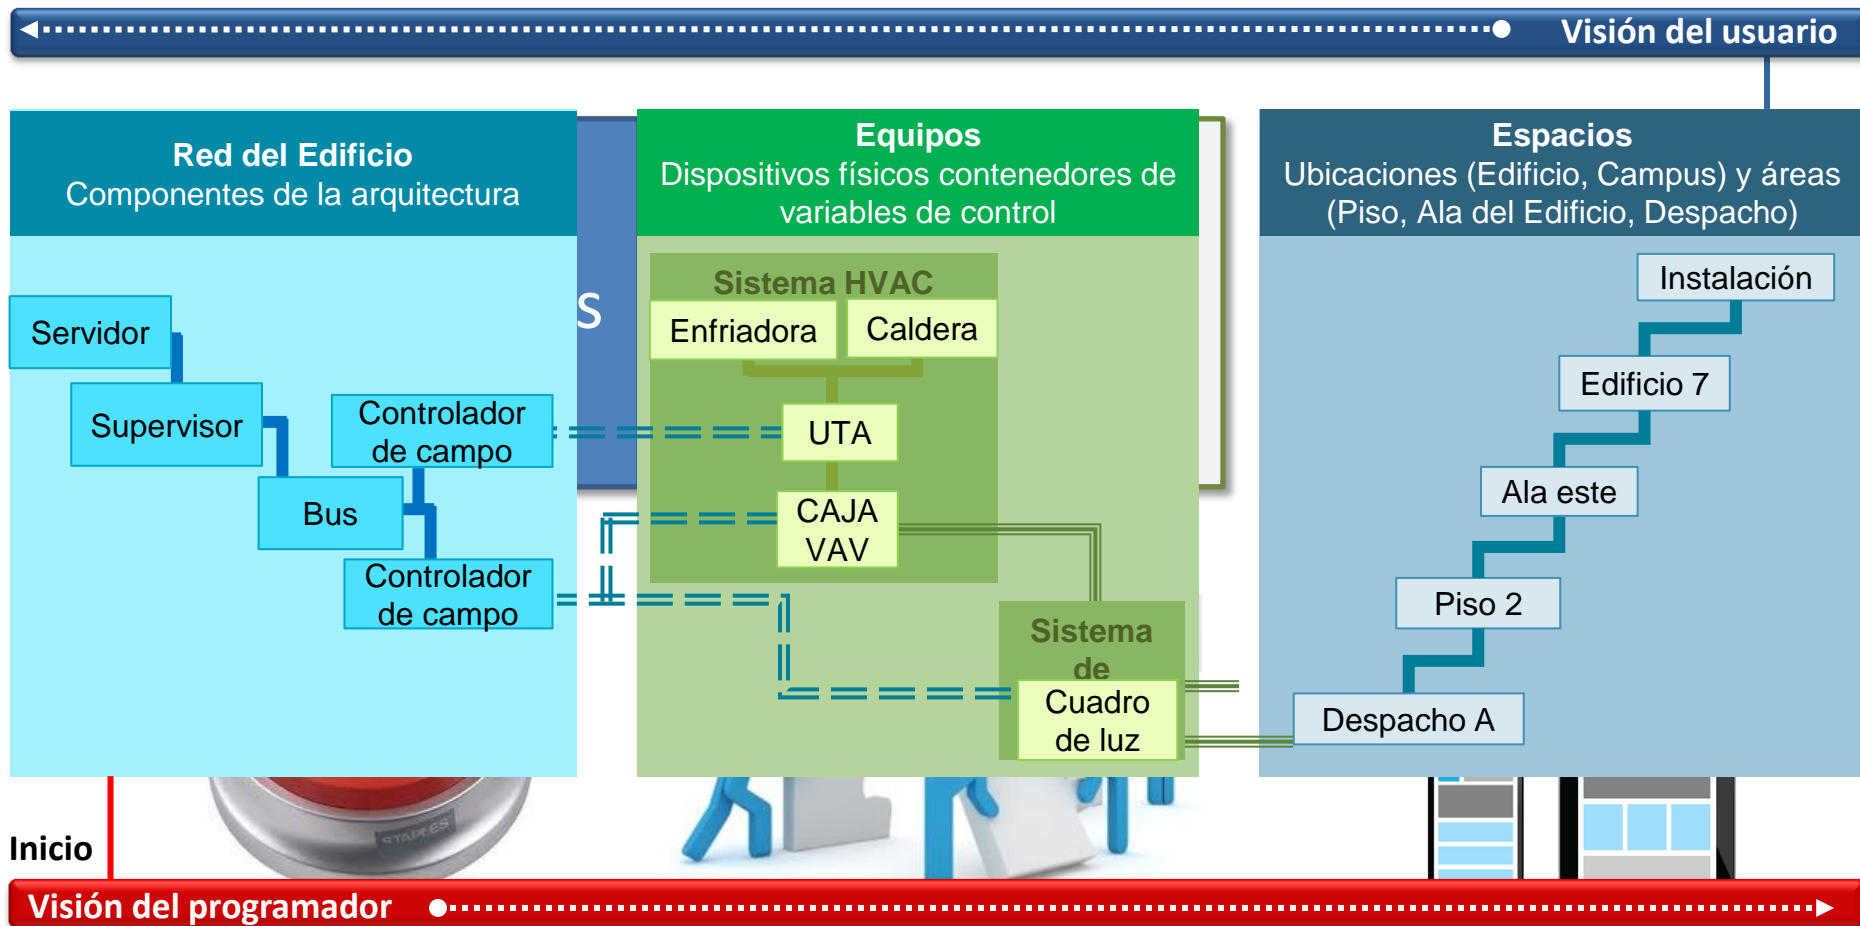 Visión del usuario
Red del Edificio
Componentes de la arquitectura
Equipos
Dispositivos físicos contenedores de
variables de control
Espacios
Ubicaciones (Edificio, Campus) y áreas
(Piso, Ala del Edificio, Despacho)
s
Servidor
Supervisor
Bus
Controlador
de campo
Controlador
de campo
Sistema HVAC
Enfriadora
Caldera
UTA
CAJA
VAV
Sistema
de
Cuadro
de luz
Instalación
Edificio 7
Ala este
Piso 2
Despacho A
STAPLES
Inicio
Visión del programador